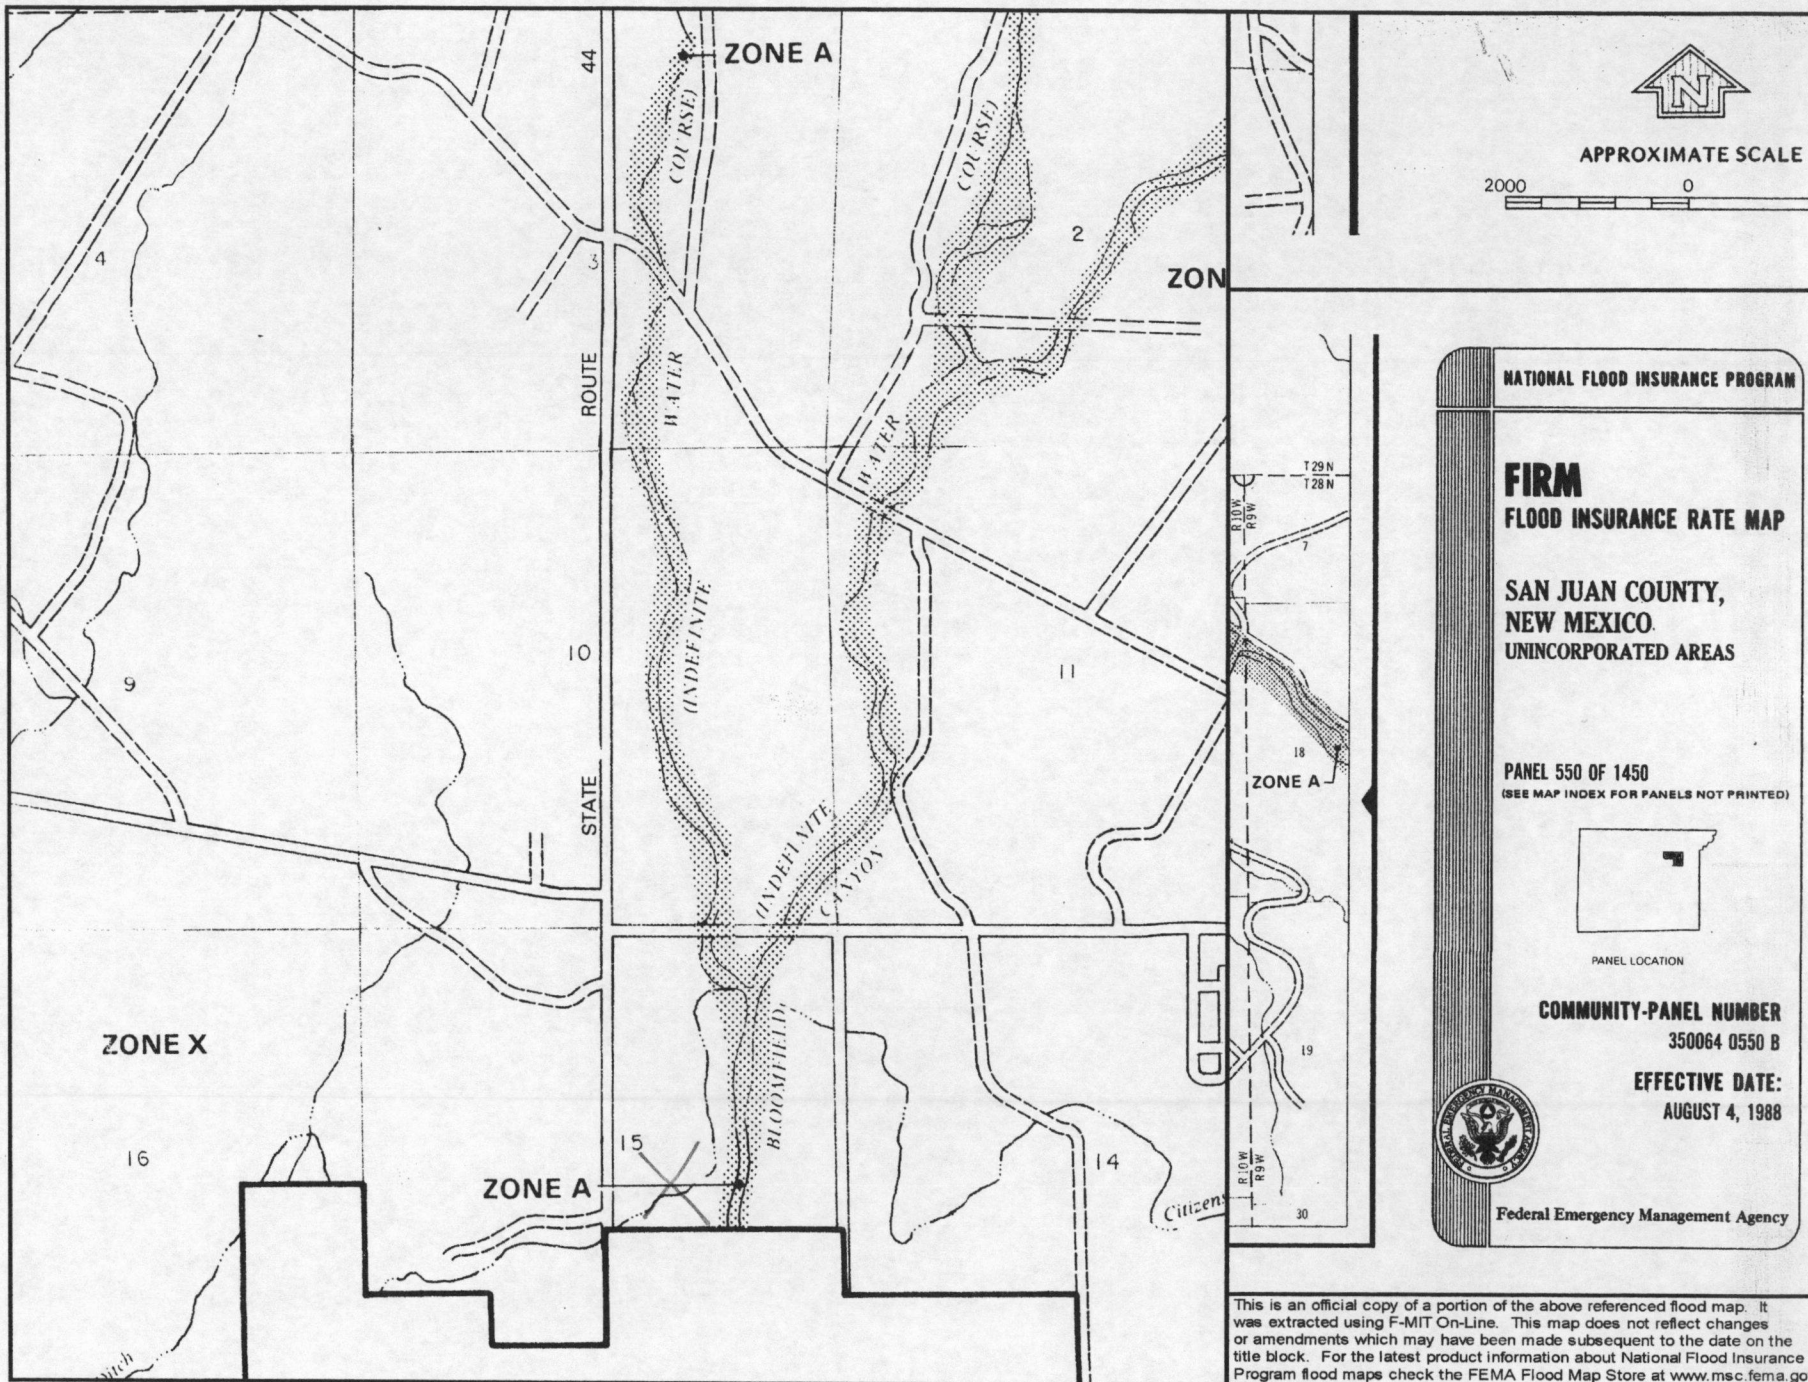 ZONE A
44
(COURSE)
COURSE)
2
ZON
4
3
ROUTE
WATER
WATER
(INDEFINITE
10
9
11
STATE
(INDEFINITE
CANYON
BLOOMFIELD
ZONE X
15
16
ZONE A
14
Citizens
Ditch
T29N
T28N
R10W
R9W
7
18
ZONE A
19
R10W
R9W
30
N
APPROXIMATE SCALE
2000 0
NATIONAL FLOOD INSURANCE PROGRAM
FIRM
FLOOD INSURANCE RATE MAP
SAN JUAN COUNTY,
NEW MEXICO
UNINCORPORATED AREAS
PANEL 550 OF 1450
(SEE MAP INDEX FOR PANELS NOT PRINTED)
PANEL LOCATION
COMMUNITY-PANEL NUMBER
350064 0550 B
EFFECTIVE DATE:
AUGUST 4, 1988
FEDERAL EMERGENCY MANAGEMENT AGENCY
Federal Emergency Management Agency
This is an official copy of a portion of the above referenced flood map. It
was extracted using F-MIT On-Line. This map does not reflect changes
or amendments which may have been made subsequent to the date on the
title block. For the latest product information about National Flood Insurance
Program flood maps check the FEMA Flood Map Store at www.msc.fema.go